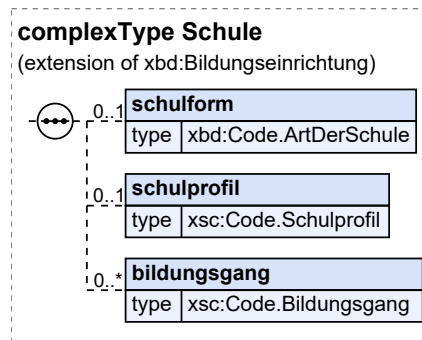 complexType Schule
(extension of xbd:Bildungseinrichtung)
0..1 schulform
type xbd:Code.ArtDerSchule
0..1 schulprofil
type xsc:Code.Schulprofil
0..* bildungsgang
type xsc:Code.Bildungsgang